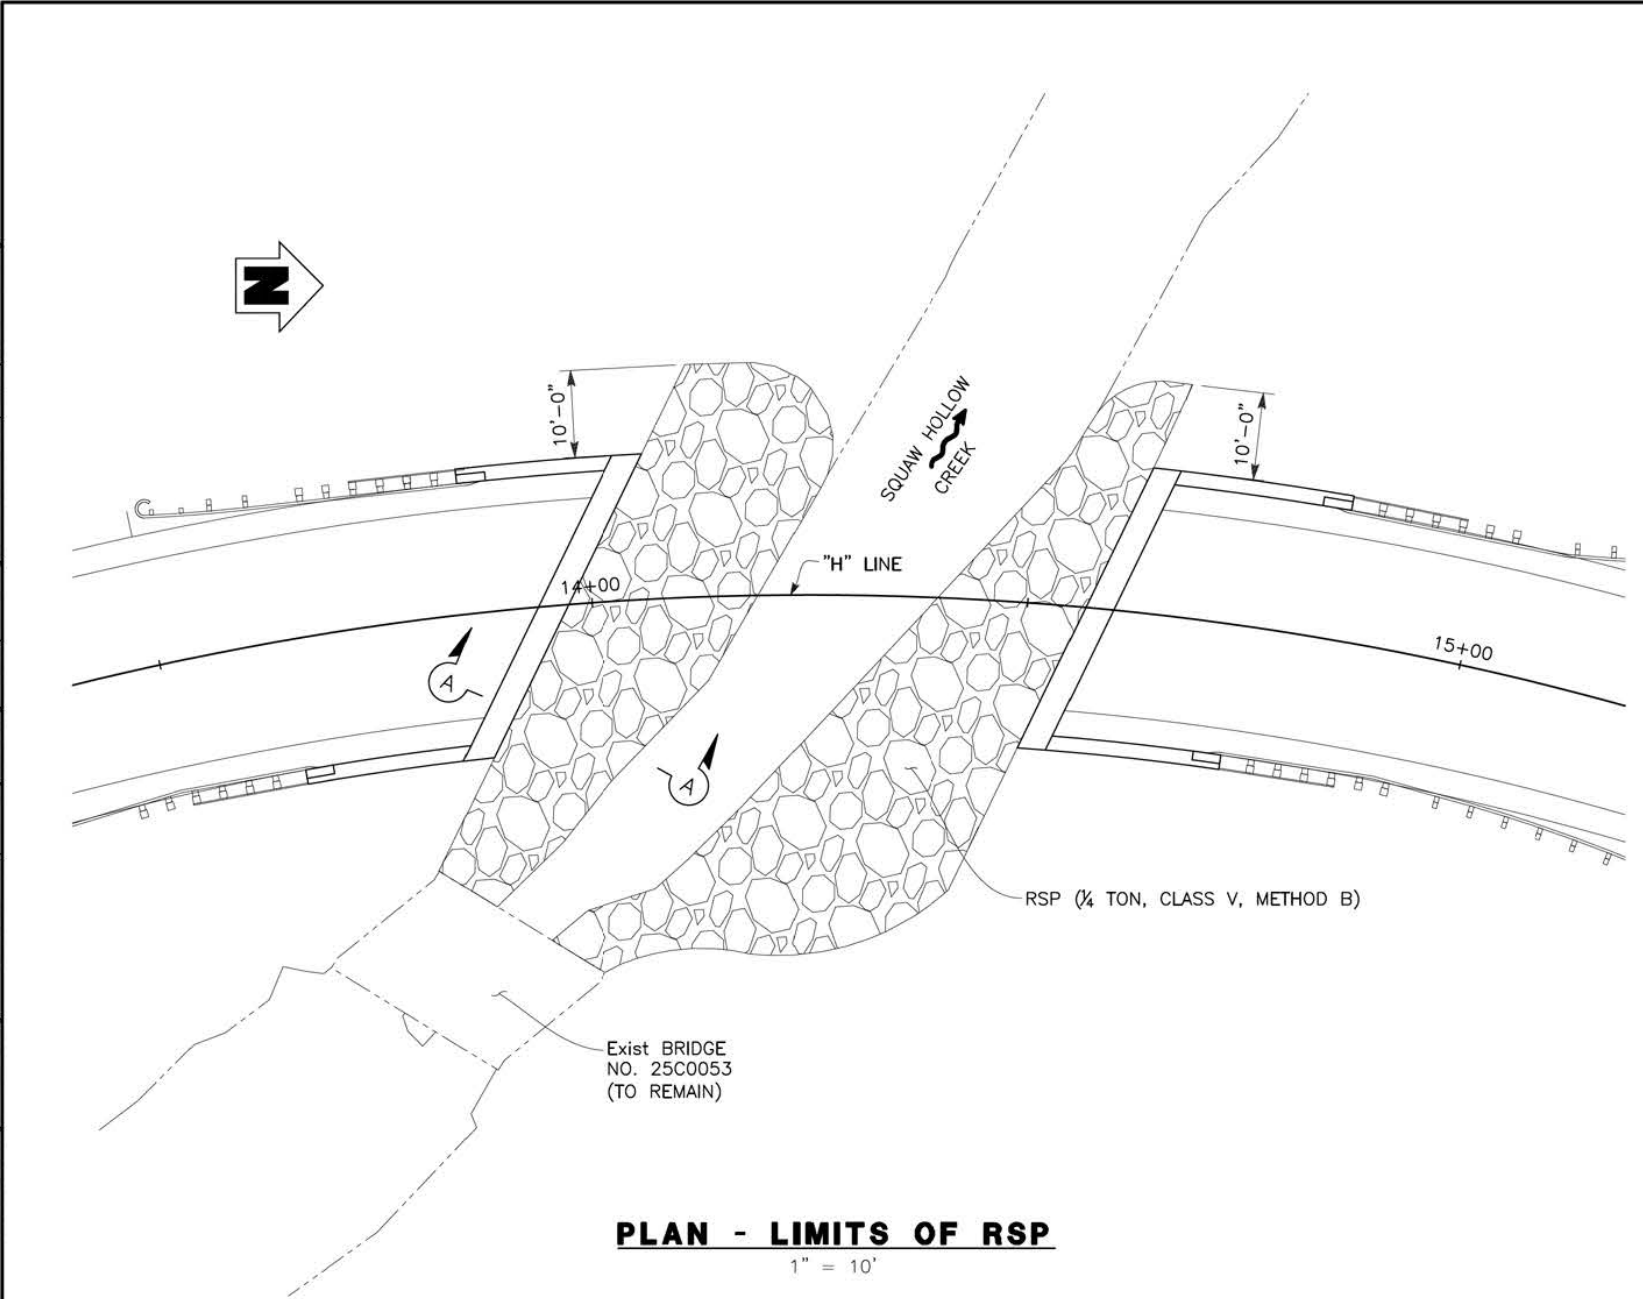 N
10'-0"
10'-0"
SQUAW HOLLOW
CREEK
"H" LINE
14+00
15+00
A
A
RSP (¼ TON, CLASS V, METHOD B)
Exist BRIDGE
NO. 25C0053
(TO REMAIN)
PLAN - LIMITS OF RSP
1" = 10'